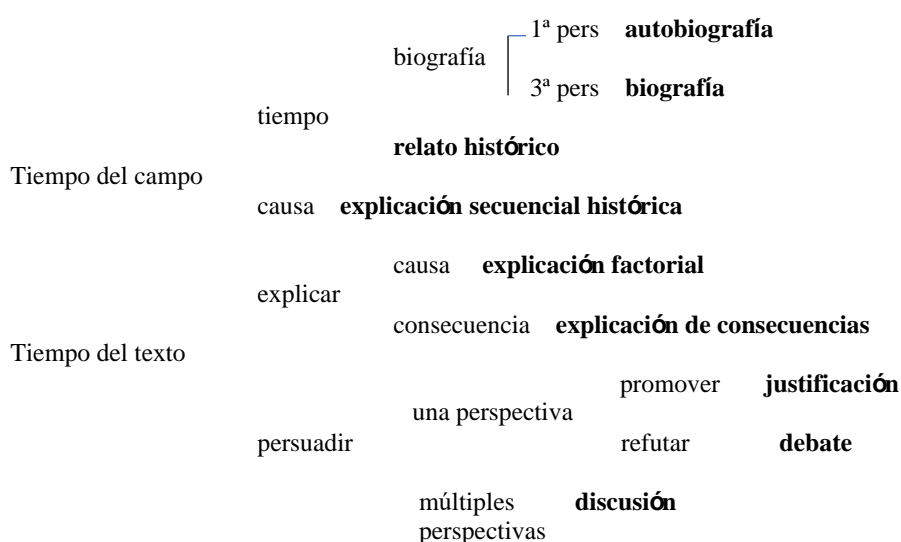 1ª pers autobiografía
biografía
3ª pers biografía
tiempo
relato histórico
Tiempo del campo
causa explicación secuencial histórica
causa explicación factorial
explicar
consecuencia explicación de consecuencias
Tiempo del texto
promover justificación
una perspectiva
persuadir refutar debate
múltiples discusión
perspectivas